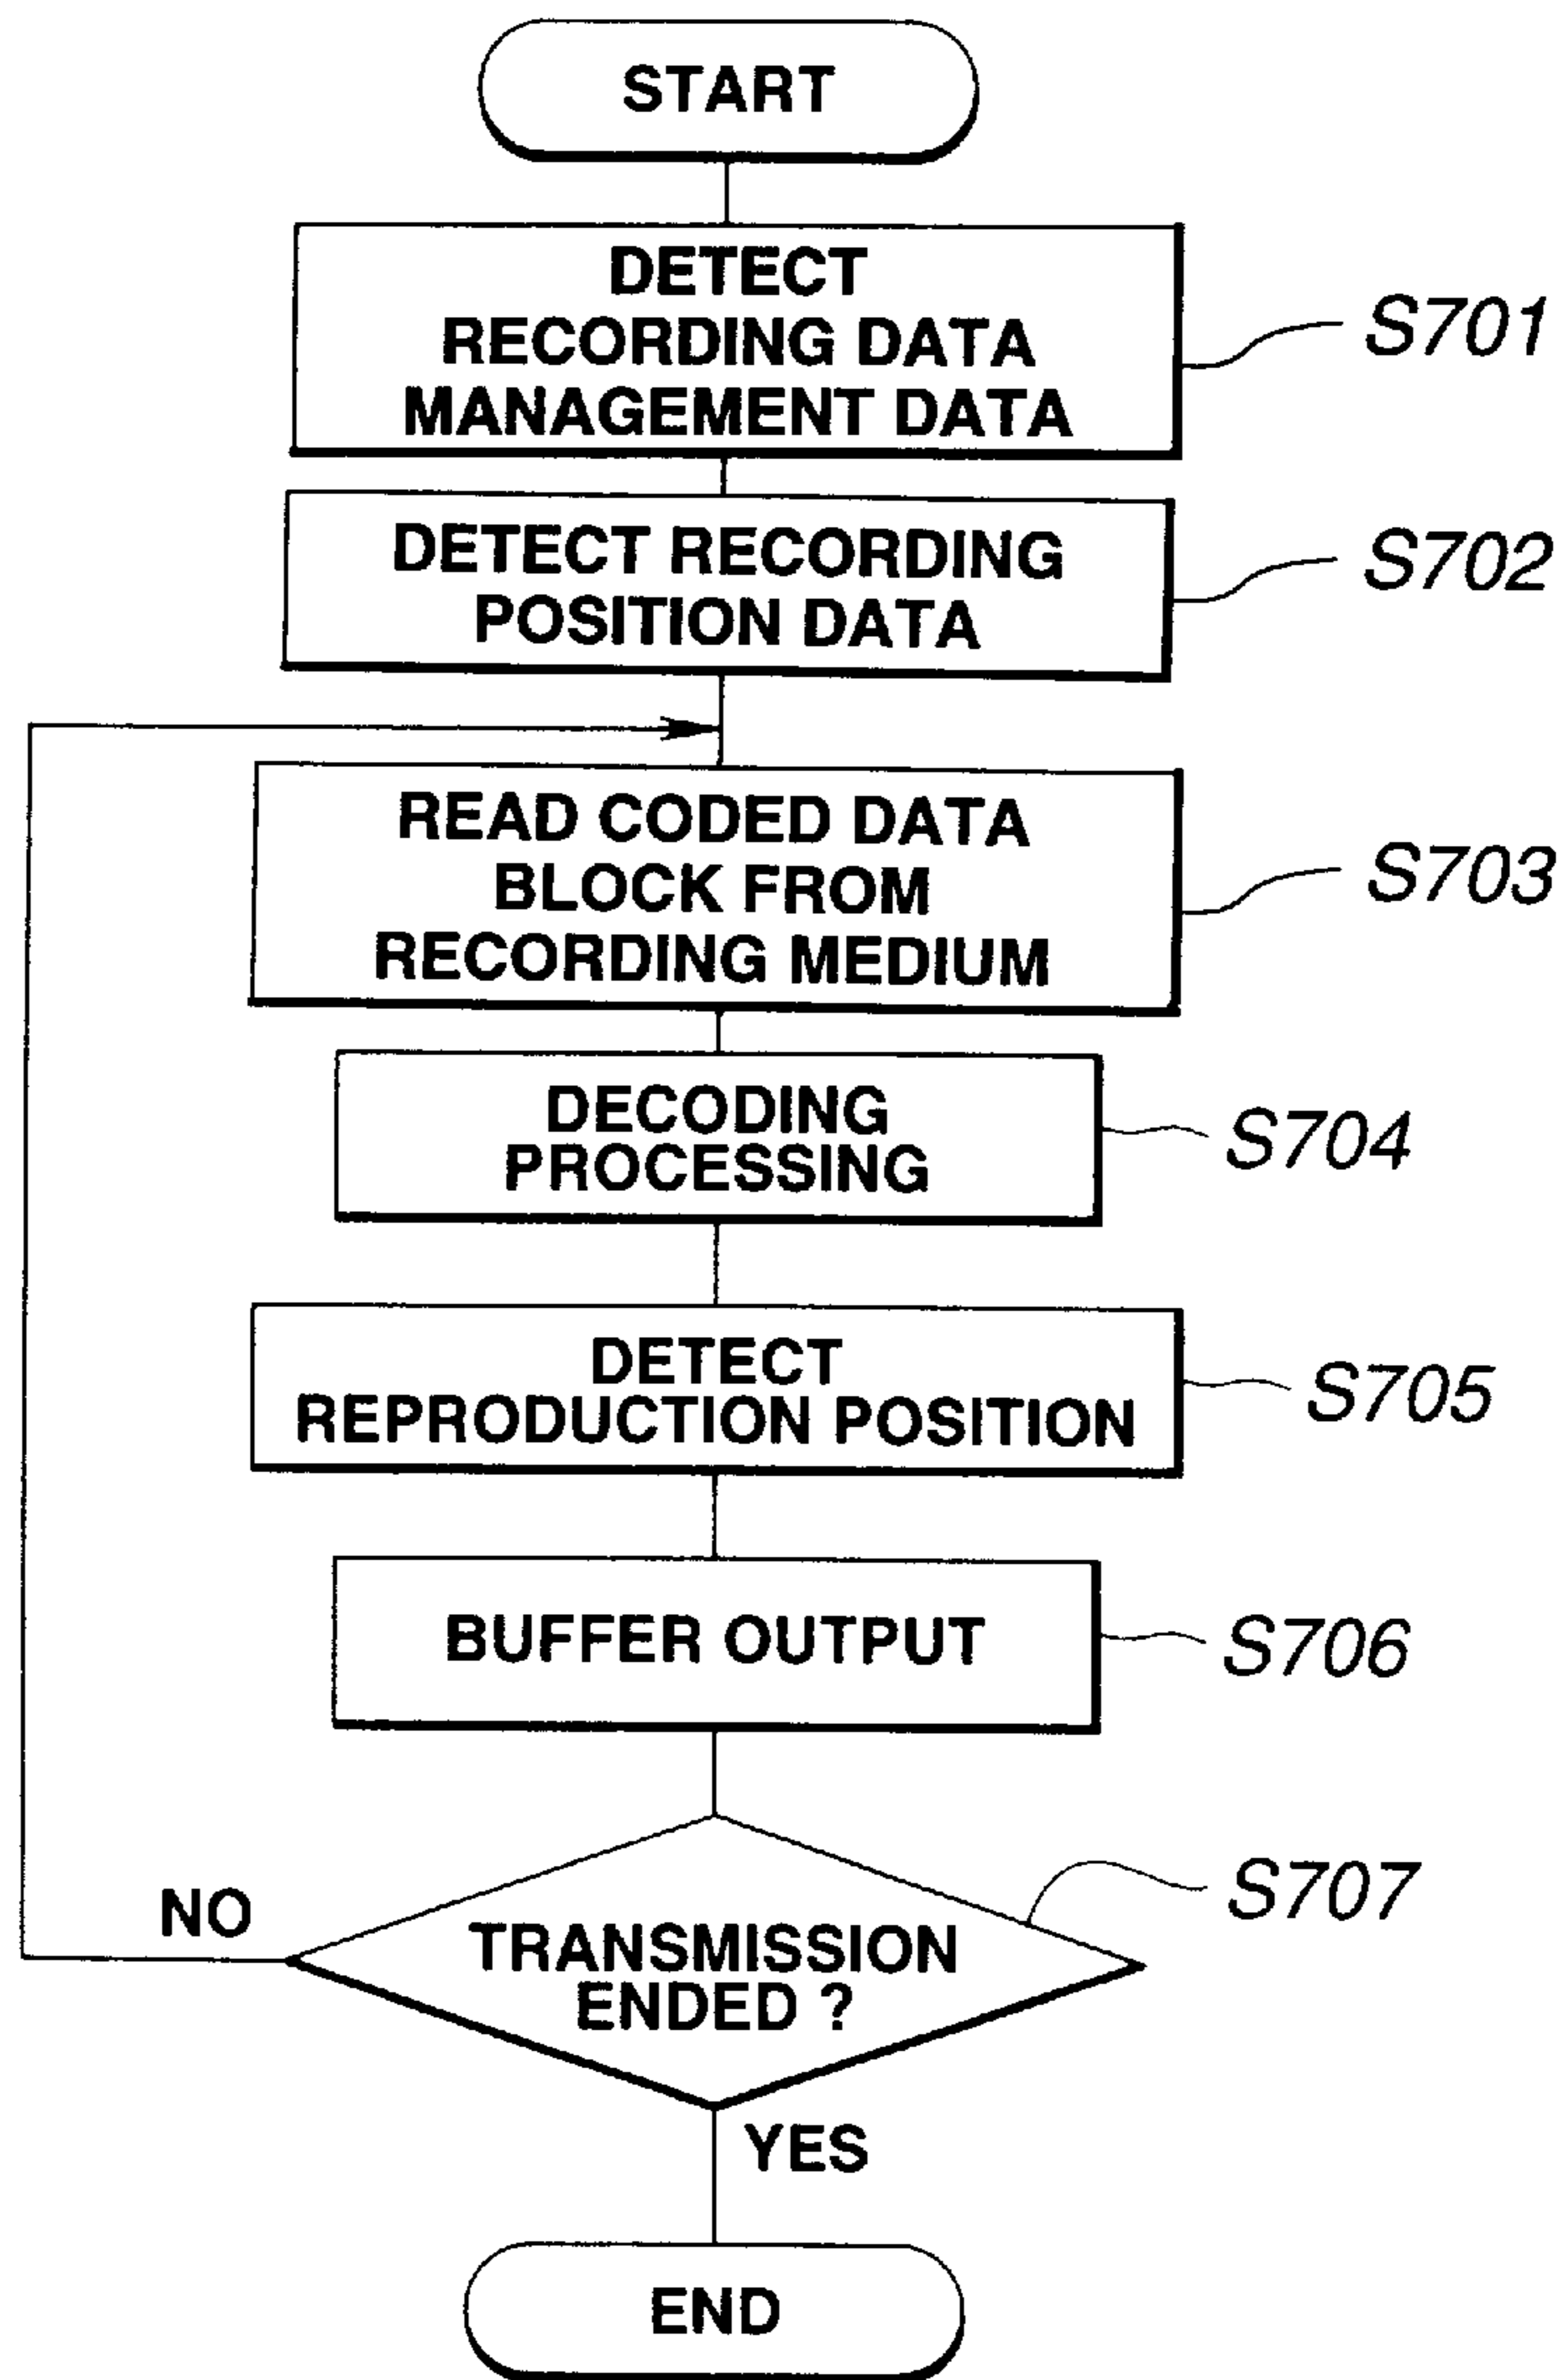 START
DETECT
RECORDING DATA
MANAGEMENT DATA
S701
DETECT RECORDING
POSITION DATA
S702
READ CODED DATA
BLOCK FROM
RECORDING MEDIUM
S703
DECODING
PROCESSING
S704
DETECT
REPRODUCTION POSITION
S705
BUFFER OUTPUT
S706
TRANSMISSION
ENDED ?
S707
NO
YES
END